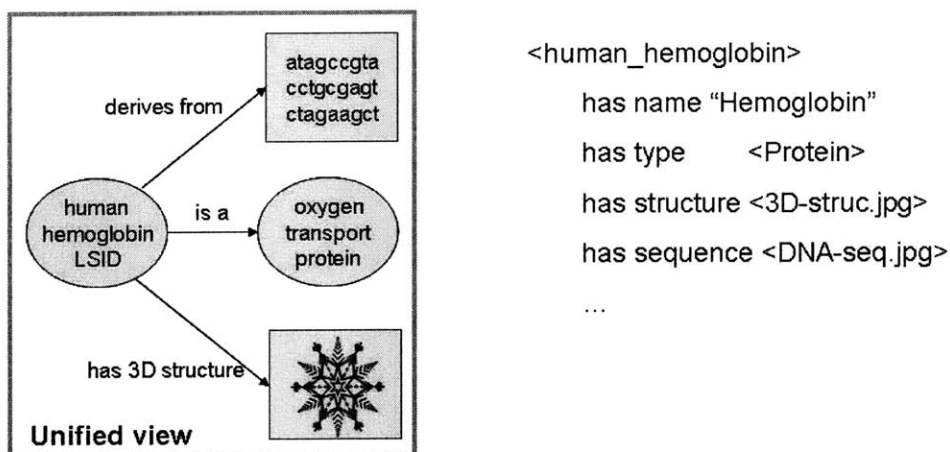 atagccgta
cctgcgagt
ctagaagct
derives from
human
hemoglobin
LSID
is a
oxygen
transport
protein
has 3D structure
Unified view
<human_hemoglobin>
has name “Hemoglobin”
has type <Protein>
has structure <3D-struc.jpg>
has sequence <DNA-seq.jpg>
…